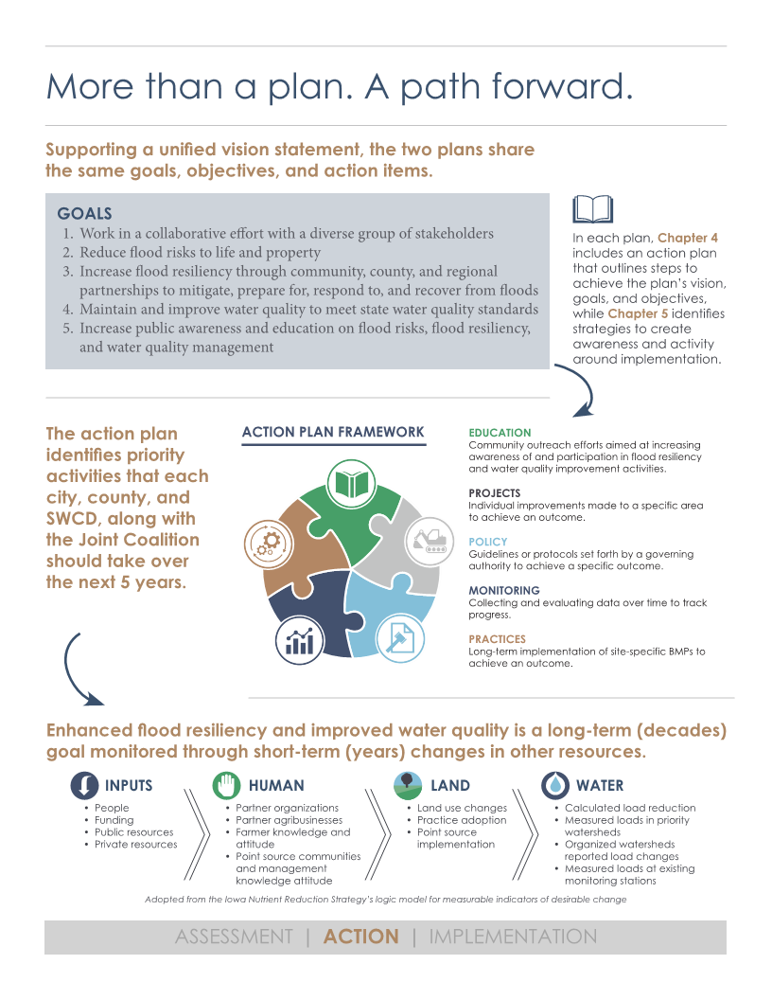 More than a plan. A path forward.
Supporting a unified vision statement, the two plans share
the same goals, objectives, and action items.
GOALS
1. Work in a collaborative effort with a diverse group of stakeholders
2. Reduce flood risks to life and property
3. Increase flood resiliency through community, county, and regional
partnerships to mitigate, prepare for, respond to, and recover from floods
4. Maintain and improve water quality to meet state water quality standards
5. Increase public awareness and education on flood risks, flood resiliency,
and water quality management
In each plan, Chapter 4
includes an action plan
that outlines steps to
achieve the plan's vision,
goals, and objectives,
while Chapter 5 identifies
strategies to create
awareness and activity
around implementation.
The action plan
identifies priority
activities that each
city, county, and
SWCD, along with
the Joint Coalition
should take over
the next 5 years.
ACTION PLAN FRAMEWORK
EDUCATION
Community outreach efforts aimed at increasing
awareness of and participation in flood resiliency
and water quality improvement activities.
PROJECTS
Individual improvements made to a specific area
to achieve an outcome.
POLICY
Guidelines or protocols set forth by a governing
authority to achieve a specific outcome.
MONITORING
Collecting and evaluating data over time to track
progress.
PRACTICES
Long-term implementation of site-specific BMPs to
achieve an outcome.
Enhanced flood resiliency and improved water quality is a long-term (decades)
goal monitored through short-term (years) changes in other resources.
INPUTS
• People
• Funding
• Public resources
• Private resources
HUMAN
• Partner organizations
• Partner agribusinesses
• Farmer knowledge and
attitude
• Point source communities
and management
knowledge attitude
LAND
• Land use changes
• Practice adoption
• Point source
implementation
WATER
• Calculated load reduction
• Measured loads in priority
watersheds
• Organized watersheds
reported load changes
• Measured loads at existing
monitoring stations
Adopted from the Iowa Nutrient Reduction Strategy's logic model for measurable indicators of desirable change
ASSESSMENT | ACTION | IMPLEMENTATION